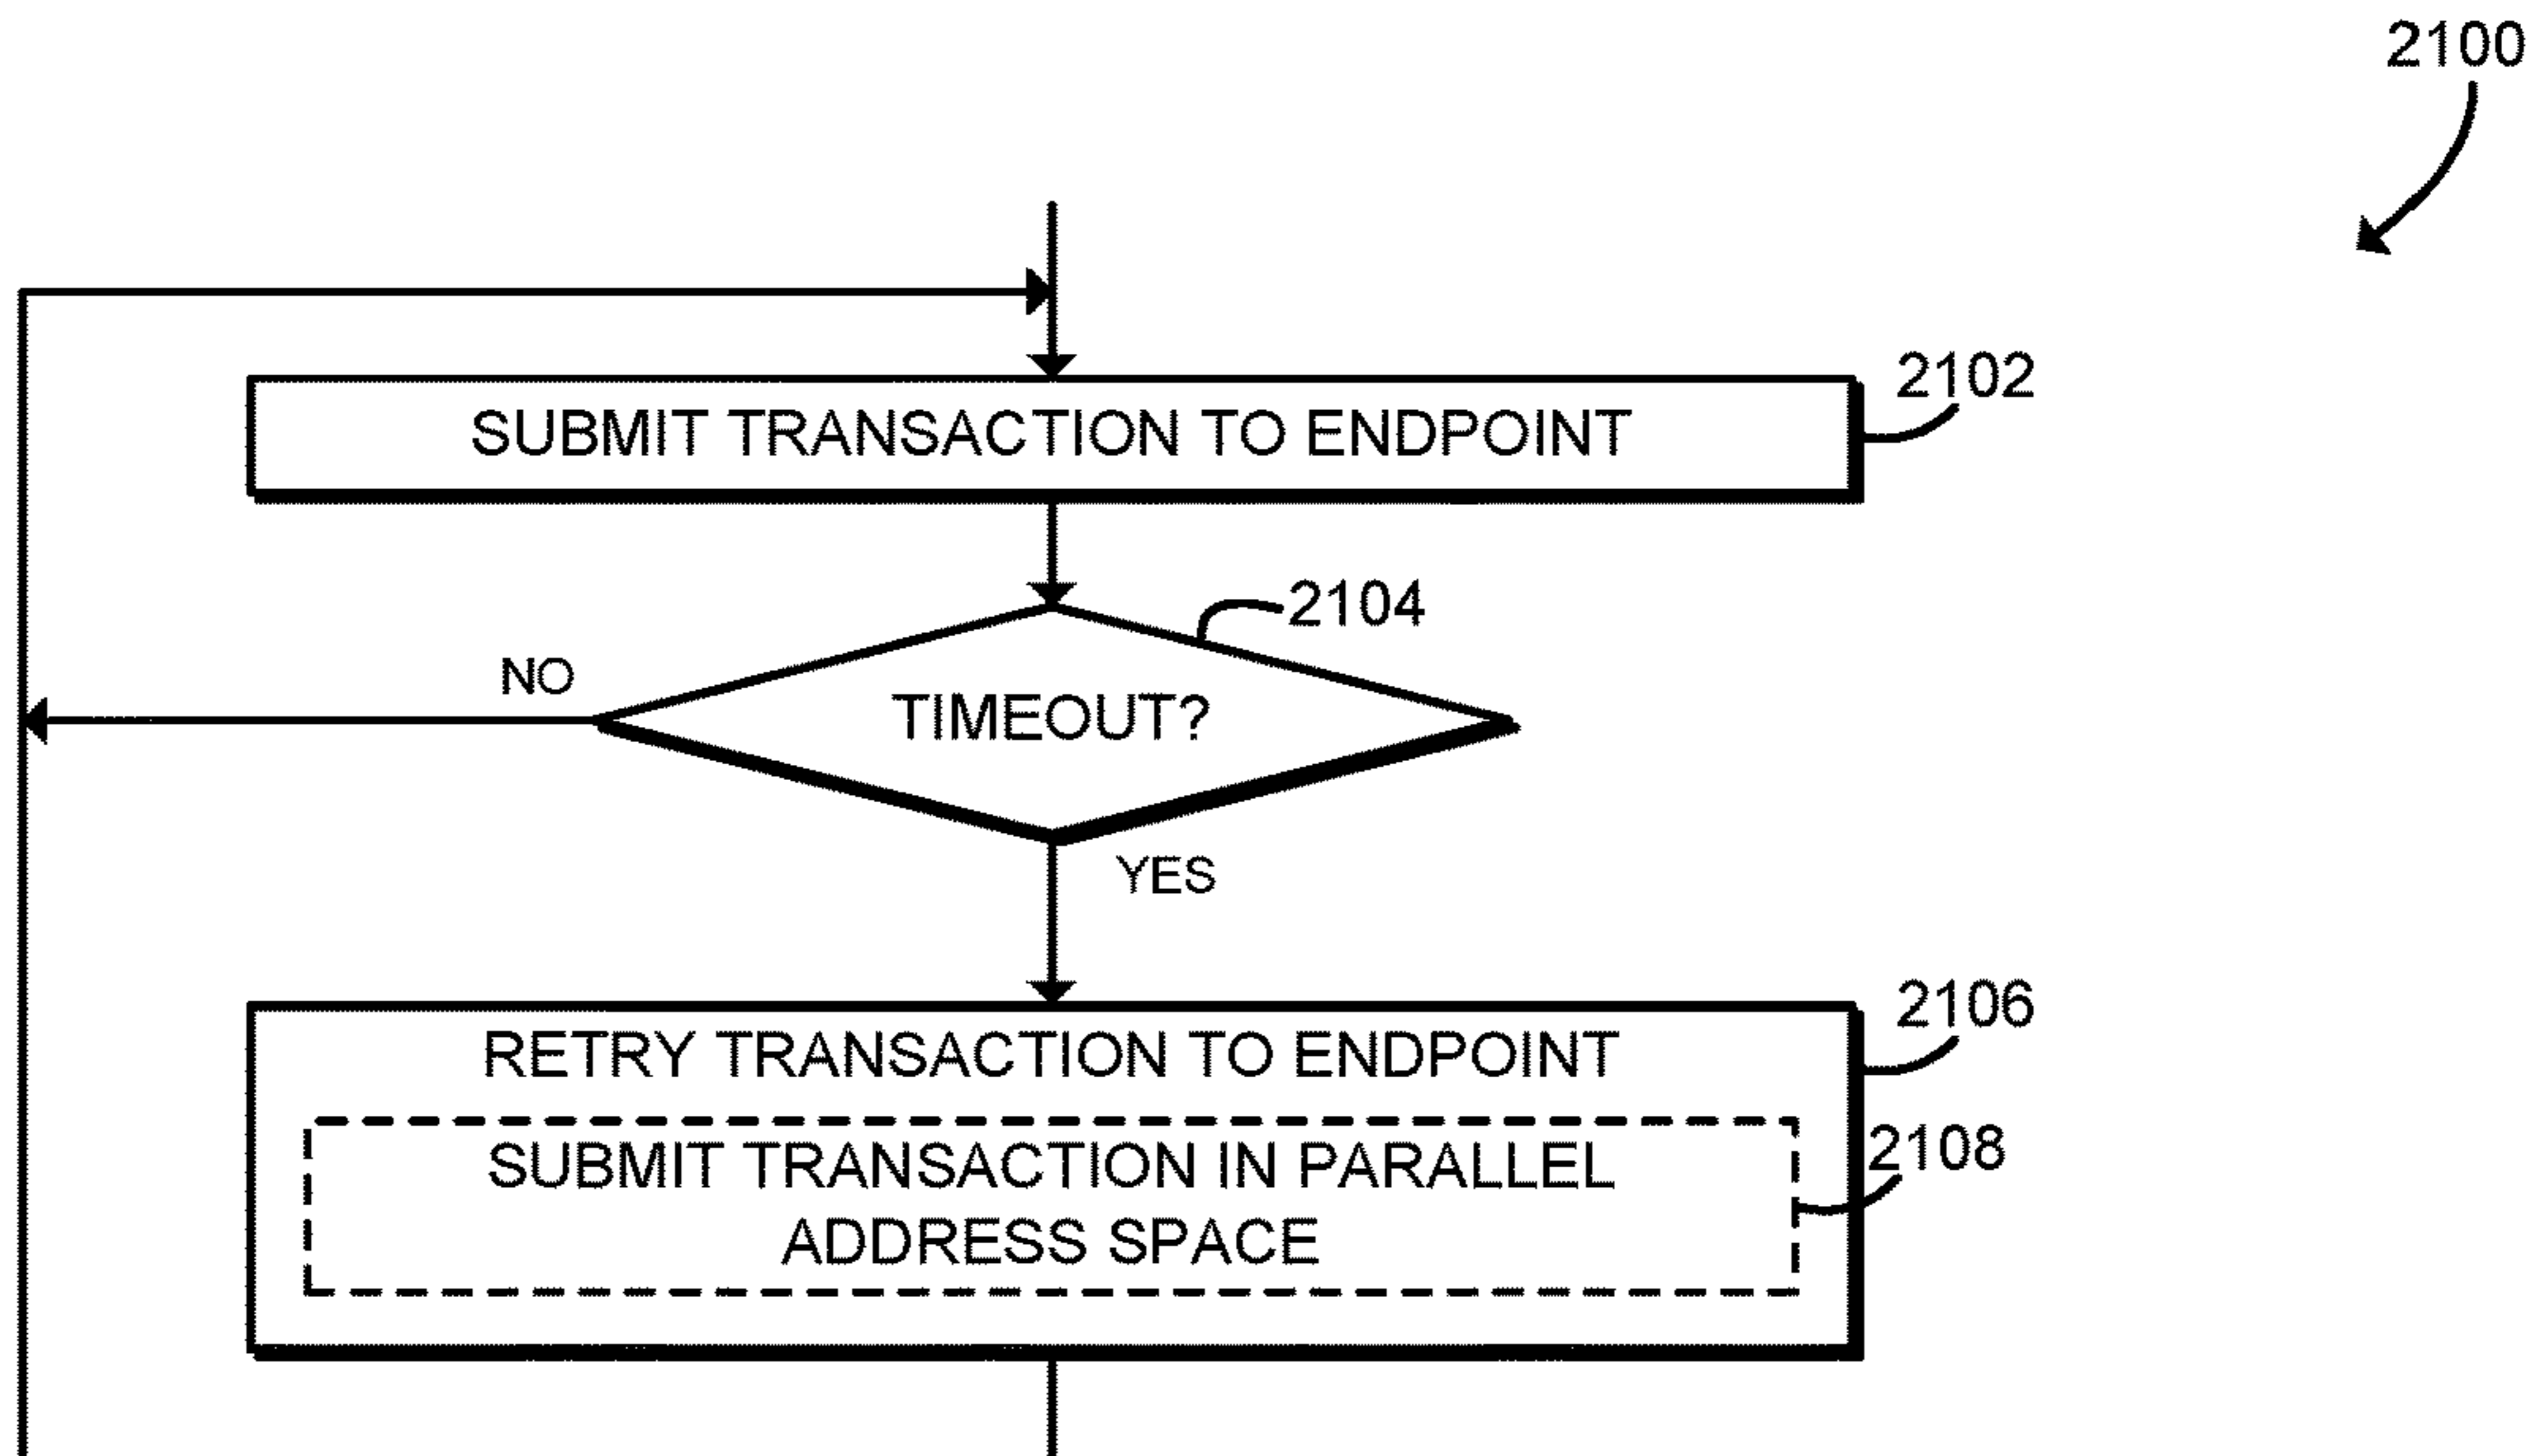 2100
2102
SUBMIT TRANSACTION TO ENDPOINT
2104
NO
TIMEOUT?
YES
2106
RETRY TRANSACTION TO ENDPOINT
2108
SUBMIT TRANSACTION IN PARALLEL
ADDRESS SPACE